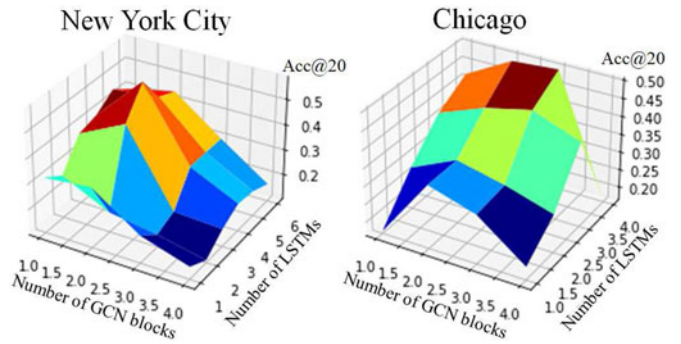 New York City
Acc@20
0.5
0.4
0.3
0.2
1.0 1.5 2.0 2.5 3.0 3.5 4.0
Number of GCN blocks
1 2 3 4 5 6
Number of LSTMs
Chicago
Acc@20
0.50
0.45
0.40
0.35
0.30
0.25
0.20
1.0 1.5 2.0 2.5 3.0 3.5 4.0
Number of GCN blocks
1.0 1.5 2.0 2.5 3.0 3.5 4.0
Number of LSTMs